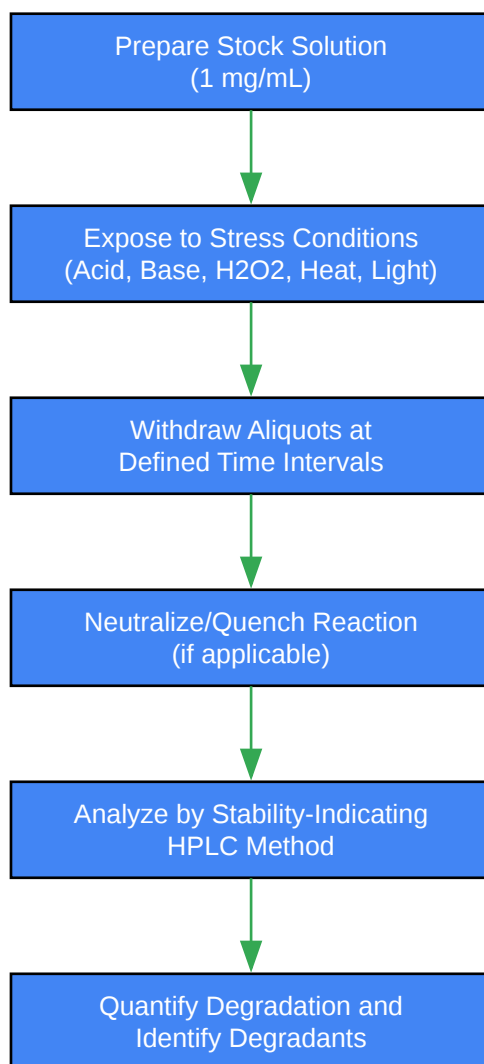 Prepare Stock Solution
(1 mg/mL)
Expose to Stress Conditions
(Acid, Base, H2O2, Heat, Light)
Withdraw Aliquots at
Defined Time Intervals
Neutralize/Quench Reaction
(if applicable)
Analyze by Stability-Indicating
HPLC Method
Quantify Degradation and
Identify Degradants